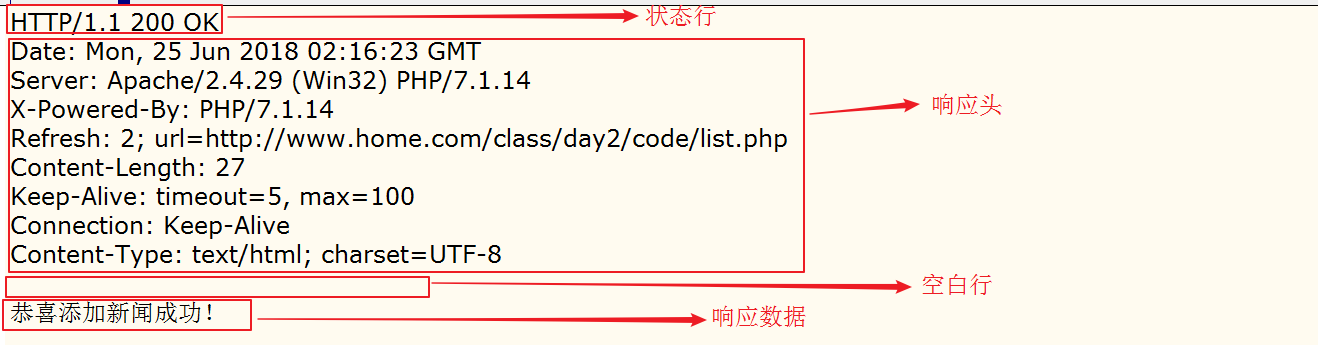 HTTP/1.1 200 OK 状态行
Date: Mon, 25 Jun 2018 02:16:23 GMT
Server: Apache/2.4.29 (Win32) PHP/7.1.14
X-Powered-By: PHP/7.1.14 响应头
Refresh: 2; url=http://www.home.com/class/day2/code/list.php
Content-Length: 27
Keep-Alive: timeout=5, max=100
Connection: Keep-Alive
Content-Type: text/html; charset=UTF-8
空白行
恭喜添加新闻成功! 响应数据